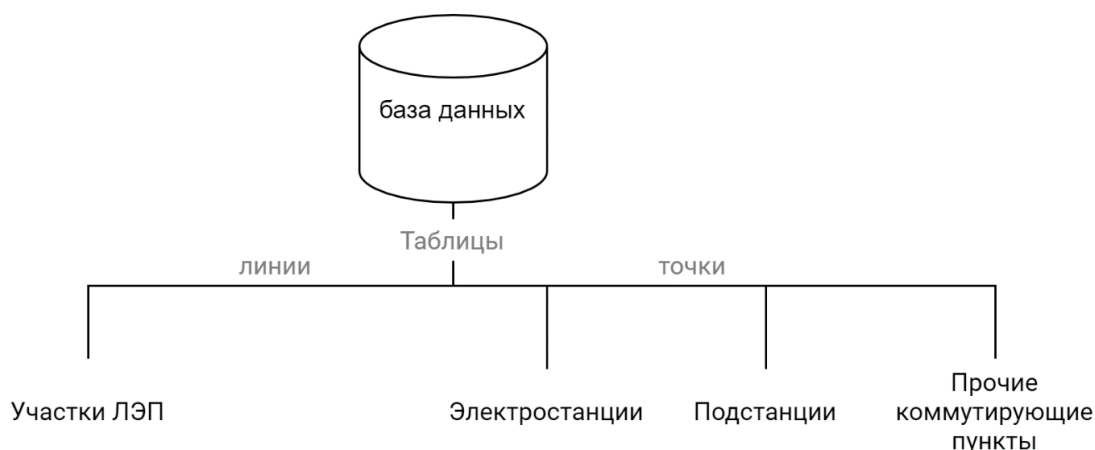 база данных
Таблицы
линии
точки
Участки ЛЭП
Электростанции
Подстанции
Прочие
коммутирующие
пункты